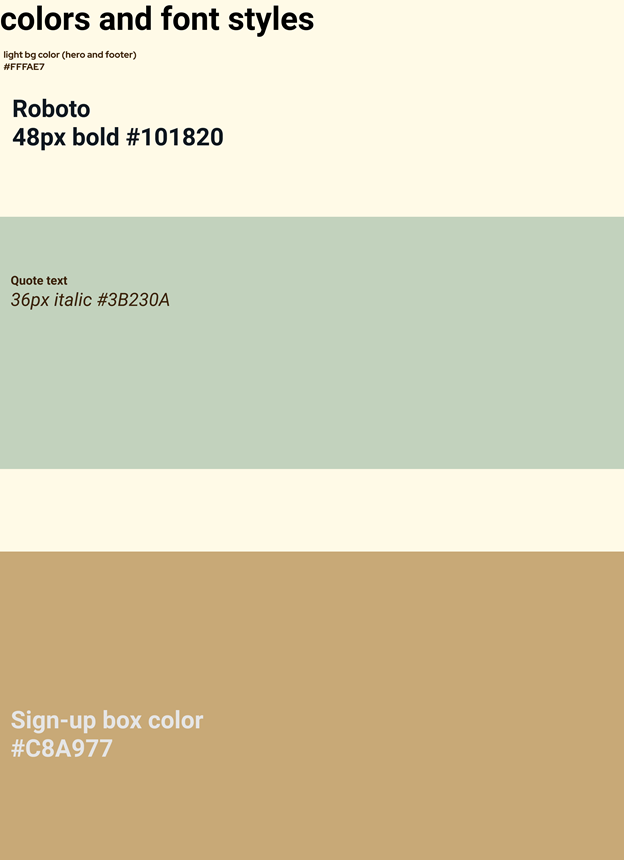 colors and font styles
light bg color (hero and footer)
#FFFAE7
Roboto
48px bold #101820
Quote text
36px italic #3B230A
Sign-up box color
#C8A977